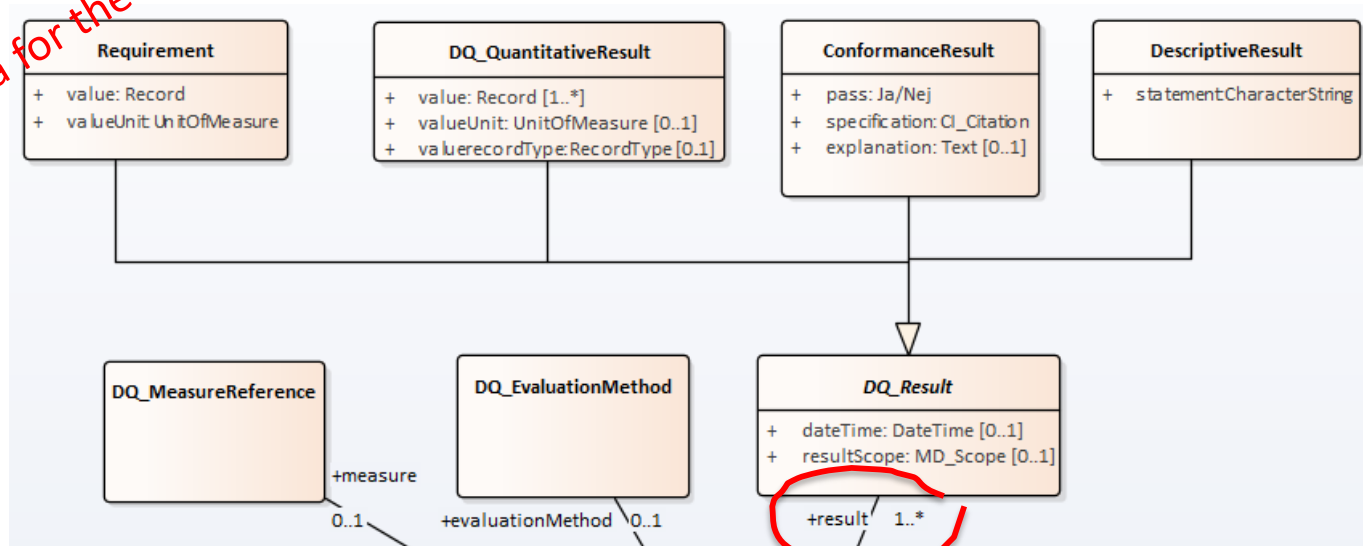 for the
Requirement
+ value: Record
+ valueUnit: UnitOfMeasure
DQ_QuantitativeResult
+ value: Record [1..*]
+ valueUnit: UnitOfMeasure [0..1]
+ valuerecordType:RecordType [0.1]
ConformanceResult
+ pass: Ja/Nej
+ specification: CI_Citation
+ explanation: Text [0..1]
DescriptiveResult
+ statement:CharacterString
DQ_MeasureReference
DQ_EvaluationMethod
DQ_Result
+ dateTime: DateTime [0..1]
+ resultScope: MD_Scope [0..1]
+measure
0..1
+evaluationMethod 0..1
+result 1..*